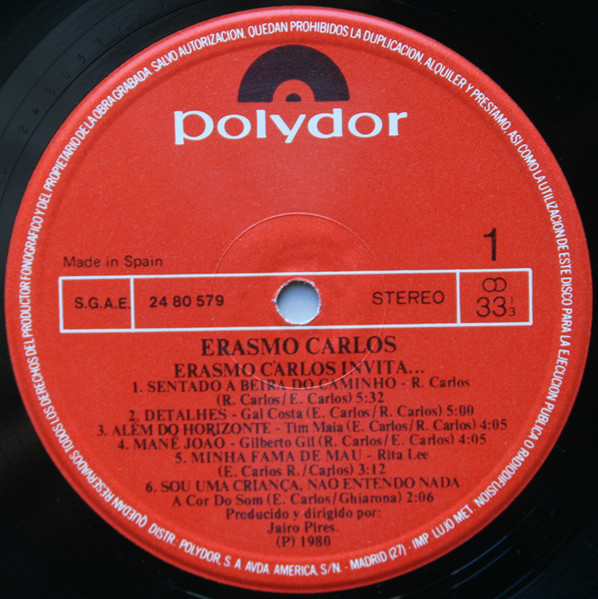 QUEDAN RESERVADOS TODOS LOS DERECHOS DEL PRODUCTOR FONOGRAFICO Y DEL PROPIETARIO DE LA OBRA GRABADA. SALVO AUTORIZACION, QUEDAN PROHIBIDOS LA DUPLICACION, ALQUILER Y PRESTAMO, ASI COMO LA UTILIZACION DE ESTE DISCO PARA LA EJECUCION PUBLICA O RADIODIFUSION
polydor
1
Made in Spain
S.G.A.E. 24 80 579 STEREO 33 1/3
ERASMO CARLOS
ERASMO CARLOS INVITA...
1. SENTADO A BEIRA DO CAMINHO - R. Carlos
(R. Carlos/E. Carlos) 5:32
2. DETALHES - Gal Costa (E. Carlos/R. Carlos) 5:00
3. ALEM DO HORIZONTE - Tim Maia (E. Carlos/R. Carlos) 4:05
4. MANÊ JOAO - Gilberto Gil (R. Carlos/E. Carlos) 4:05
5. MINHA FAMA DE MAU - Rita Lee
(E. Carlos R./Carlos) 3:12
6. SOU UMA CRIANÇA, NAO ENTENDO NADA
A Cor Do Som (E. Carlos/Ghiarona) 2:06
Producido y dirigido por:
Jairo Pires.
(P) 1980
DISTR. POLYDOR, S. A. AVDA. AMERICA, S/N. - MADRID (27) - IMP. LUJO MET.